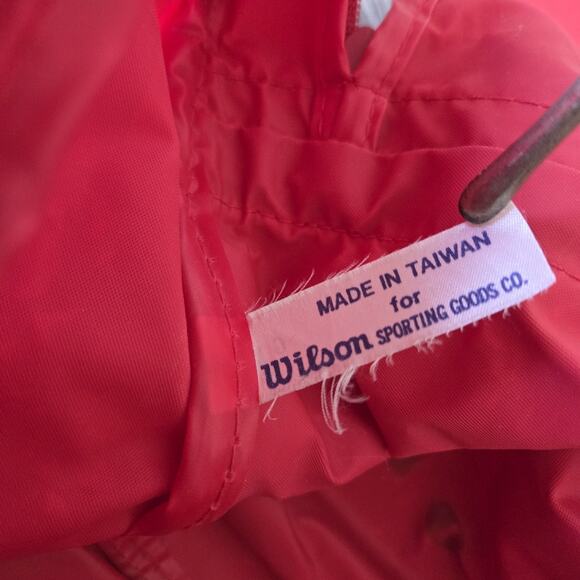 MADE IN TAIWAN
for
Wilson SPORTING GOODS CO.